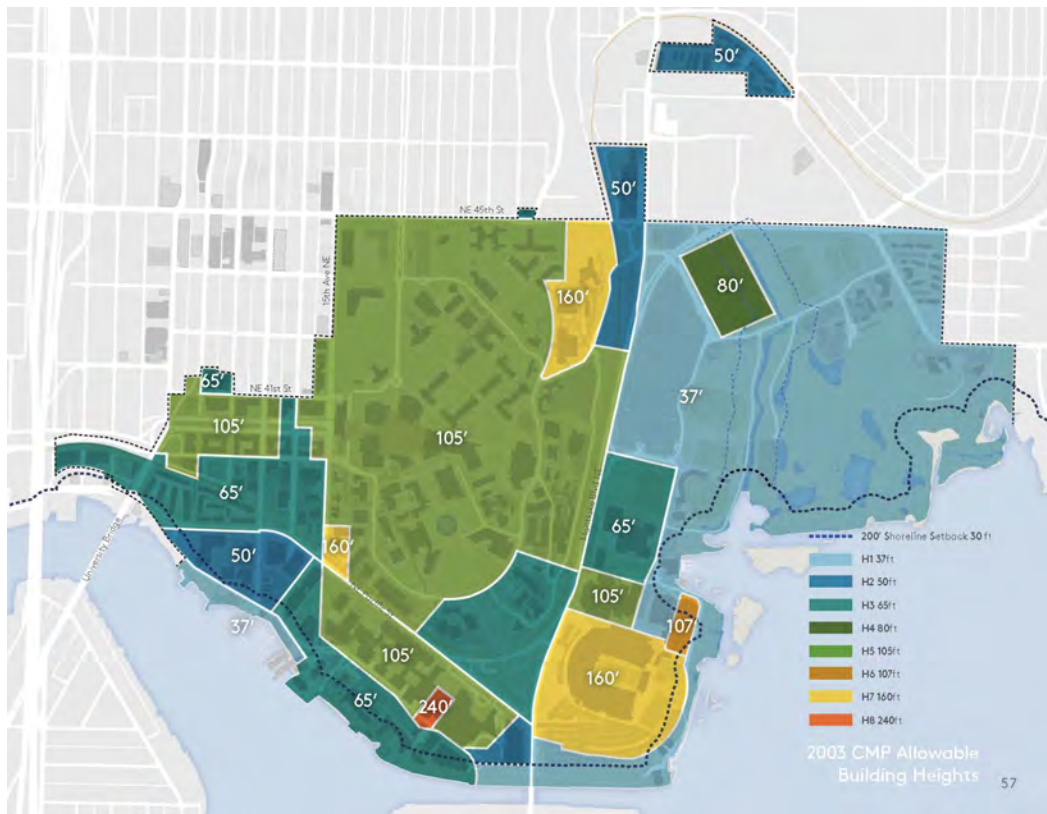 50'
50'
NE 45th St
15th Ave NE
160'
80'
65'
NE 41st St
37'
105'
105'
65'
65'
University Bridge
50'
160'
105'
37'
105'
107'
65'
240'
160'
200' Shoreline Setback 30 ft
H1 37ft
H2 50ft
H3 65ft
H4 80ft
H5 105ft
H6 107ft
H7 160ft
H8 240ft
2003 CMP Allowable
Building Heights
57